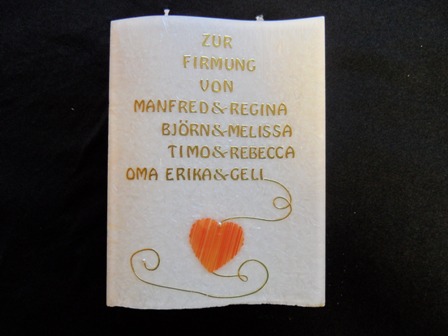 ZUR
FIRMUNG
VON
MANFRED&REGINA
BJÖRN&MELISSA
TIMO&REBECCA
OMA ERIKA&GELI